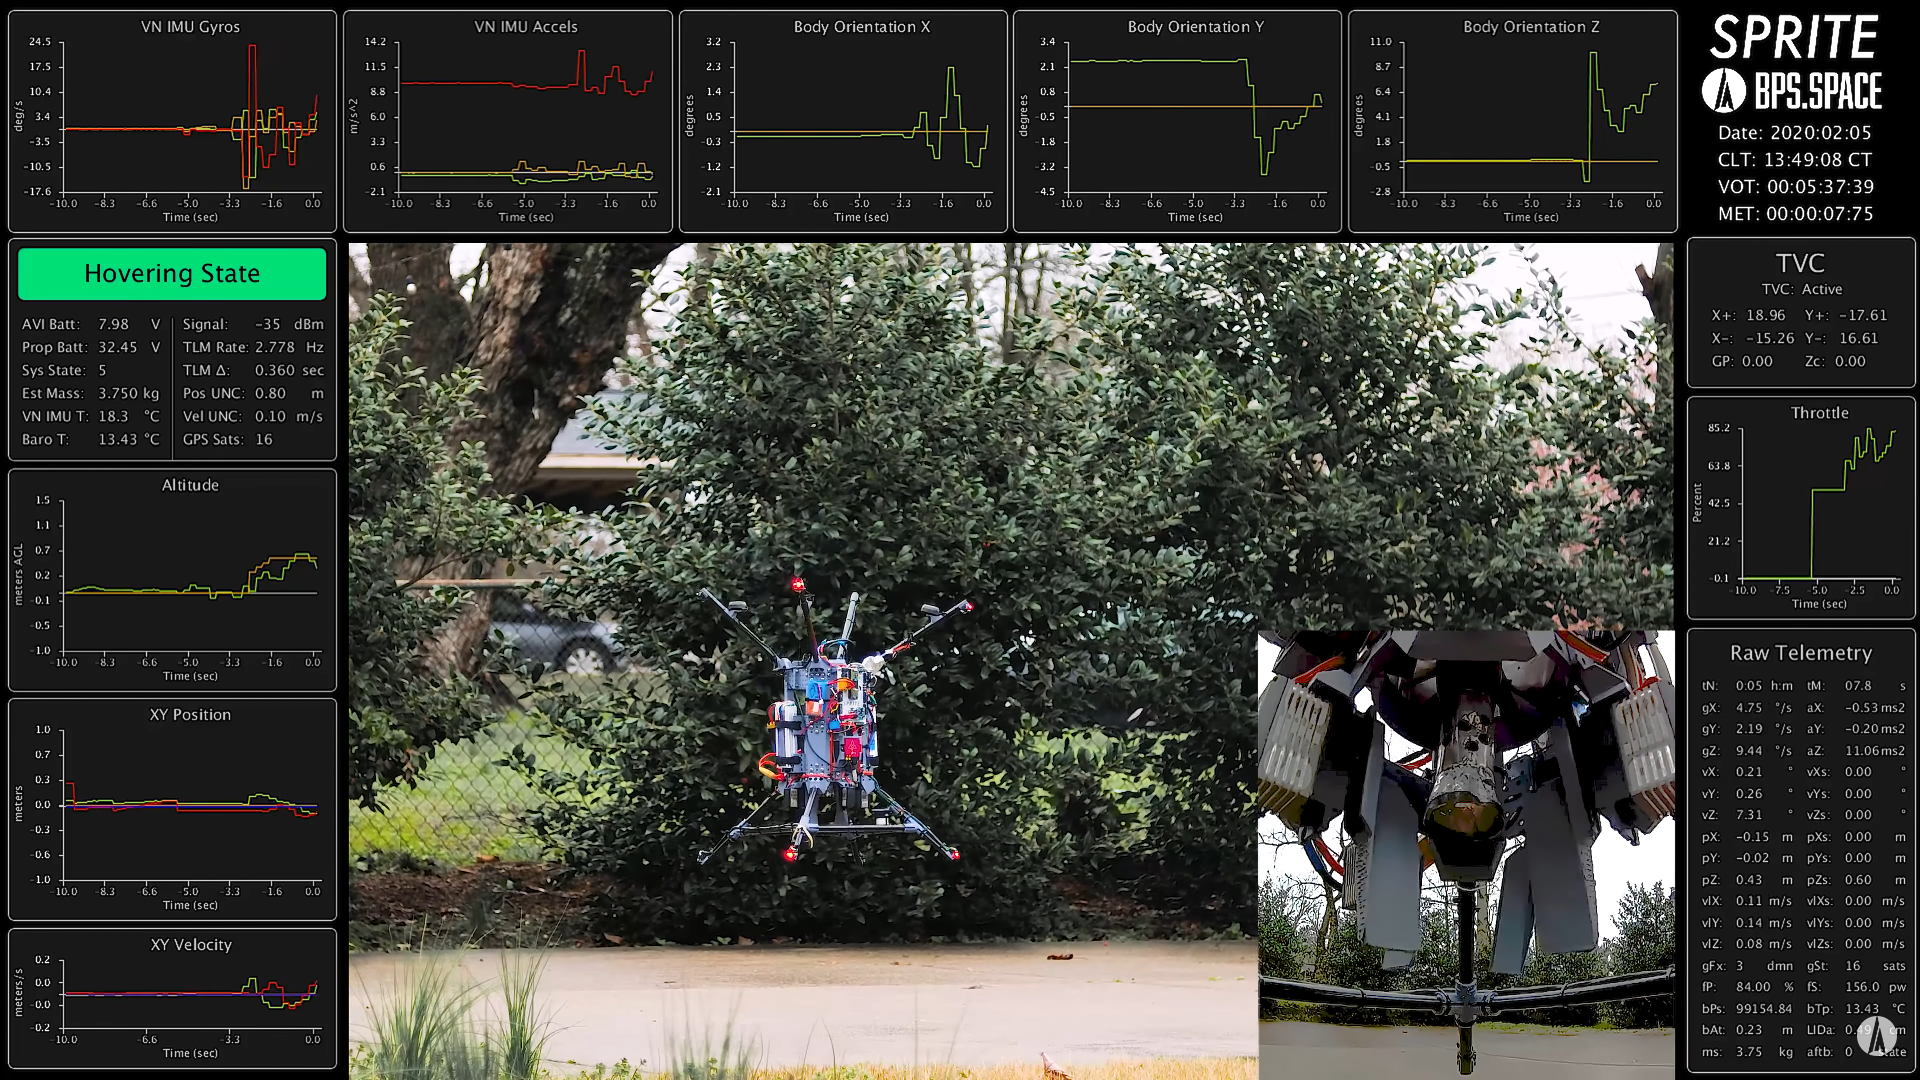 VN IMU Gyros
24.5
17.5
10.4
3.4
-3.5
-10.5
-17.6
deg/s
-10.0 -8.3 -6.6 -5.0 -3.3 -1.6 0.0
Time (sec)
VN IMU Accels
14.2
11.5
8.8
6.0
3.3
0.6
-2.1
m/s^2
-10.0 -8.3 -6.6 -5.0 -3.3 -1.6 0.0
Time (sec)
Body Orientation X
3.2
2.3
1.4
0.5
-0.3
-1.2
-2.1
degrees
-10.0 -8.3 -6.6 -5.0 -3.3 -1.6 0.0
Time (sec)
Body Orientation Y
3.4
2.1
0.8
-0.5
-1.8
-3.2
-4.5
degrees
-10.0 -8.3 -6.6 -5.0 -3.3 -1.6 0.0
Time (sec)
Body Orientation Z
11.0
8.7
6.4
4.1
1.8
-0.5
-2.8
degrees
-10.0 -8.3 -6.6 -5.0 -3.3 -1.6 0.0
Time (sec)
SPRITE
BPS.SPACE
Date: 2020:02:05
CLT: 13:49:08 CT
VOT: 00:05:37:39
MET: 00:00:07:75
Hovering State
AVI Batt: 7.98 V Signal: -35 dBm
Prop Batt: 32.45 V TLM Rate: 2.778 Hz
Sys State: 5 TLM Δ: 0.360 sec
Est Mass: 3.750 kg Pos UNC: 0.80 m
VN IMU T: 18.3 °C Vel UNC: 0.10 m/s
Baro T: 13.43 °C GPS Sats: 16
Altitude
1.5
1.1
0.7
0.2
-0.1
-0.5
-1.0
meters AGL
-10.0 -8.3 -6.6 -5.0 -3.3 -1.6 0.0
Time (sec)
XY Position
1.0
0.7
0.3
0.0
-0.3
-0.6
-1.0
meters
-10.0 -8.3 -6.6 -5.0 -3.3 -1.6 0.0
Time (sec)
XY Velocity
0.2
0.0
-0.0
-0.2
meters/s
-10.0 -6.6 -3.3 0.0
Time (sec)
TVC
TVC: Active
X+: 18.96 Y+: -17.61
X-: -15.26 Y-: 16.61
GP: 0.00 Zc: 0.00
Throttle
85.2
63.8
42.5
21.2
-0.1
Percent
-10.0 -7.5 -5.0 -2.5 0.0
Time (sec)
Raw Telemetry
tN: 0:05 h:m tM: 07.8 s
gX: 4.75 °/s aX: -0.53 ms2
gY: 2.19 °/s aY: -0.20 ms2
gZ: 9.44 °/s aZ: 11.06 ms2
vX: 0.21 ° vXs: 0.00 °
vY: 0.26 ° vYs: 0.00 °
vZ: 7.31 ° vZs: 0.00 °
pX: -0.15 m pXs: 0.00 m
pY: -0.02 m pYs: 0.00 m
pZ: 0.43 m pZs: 0.60 m
vlX: 0.11 m/s vlXs: 0.00 m/s
vlY: 0.14 m/s vlYs: 0.00 m/s
vlZ: 0.08 m/s vlZs: 0.00 m/s
gFx: 3 dmn gSt: 16 sats
fP: 84.00 % fS: 156.0 pw
bPs: 99154.84 bTp: 13.43 °C
bAt: 0.23 m LIDa: 0.49 cm
ms: 3.75 kg aftb: 0 state